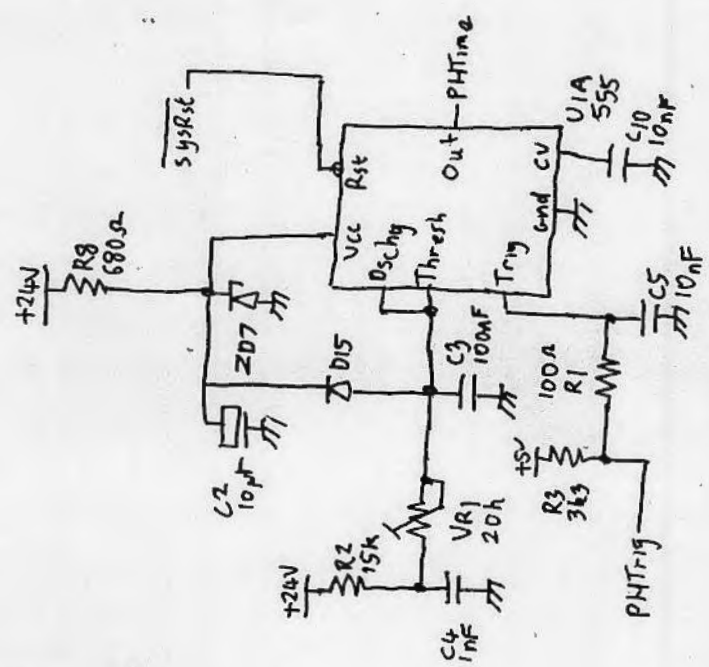 SysRst
+24V
R8
680Ω
Vcc
Rst
Dschg
Thresh
Out
PHTime
Trig
Gnd
CV
U1A
555
C10
10nF
ZD7
D15
C2
10µF
C3
100nF
+24V
R2
15k
VR1
20k
C4
1nF
100Ω
R1
C5
10nF
+5V
R3
3k3
PHTrig